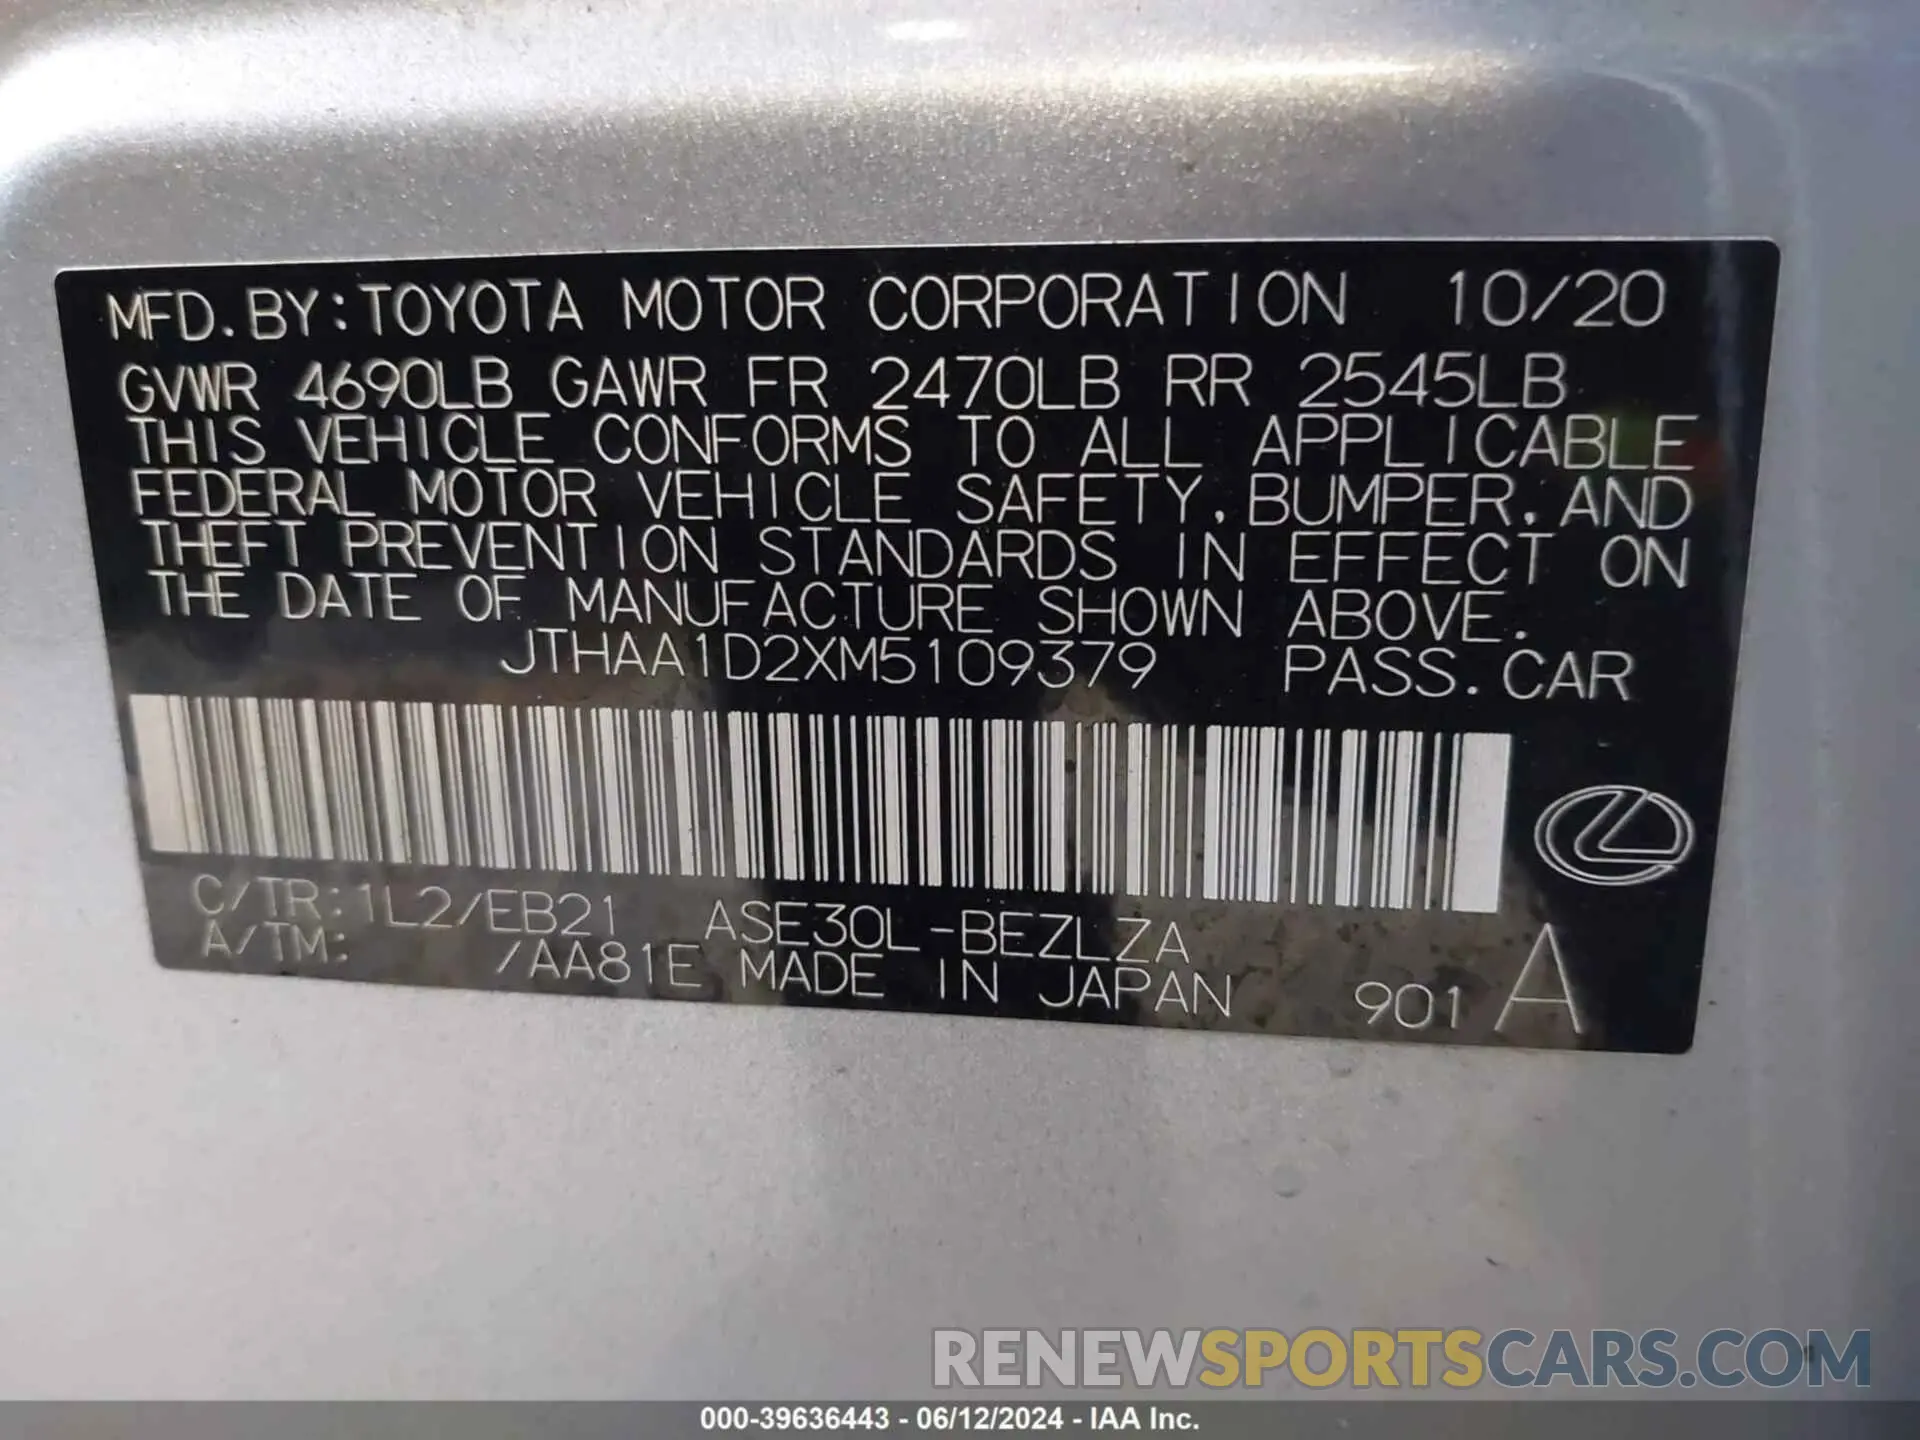 MFD. BY: TOYOTA MOTOR CORPORATION 10/20
GVWR 4690LB GAWR FR 2470LB RR 2545LB
THIS VEHICLE CONFORMS TO ALL APPLICABLE
FEDERAL MOTOR VEHICLE SAFETY, BUMPER, AND
THEFT PREVENTION STANDARDS IN EFFECT ON
THE DATE OF MANUFACTURE SHOWN ABOVE.
JTHAA1D2XM5109379 PASS. CAR
C/TR: 1L2/EB21 ASE30L-BEZLZA
A/TM: /AA81E MADE IN JAPAN 901 A
RENEWSPORTSCARS.COM
000-39636443 - 06/12/2024 - IAA Inc.